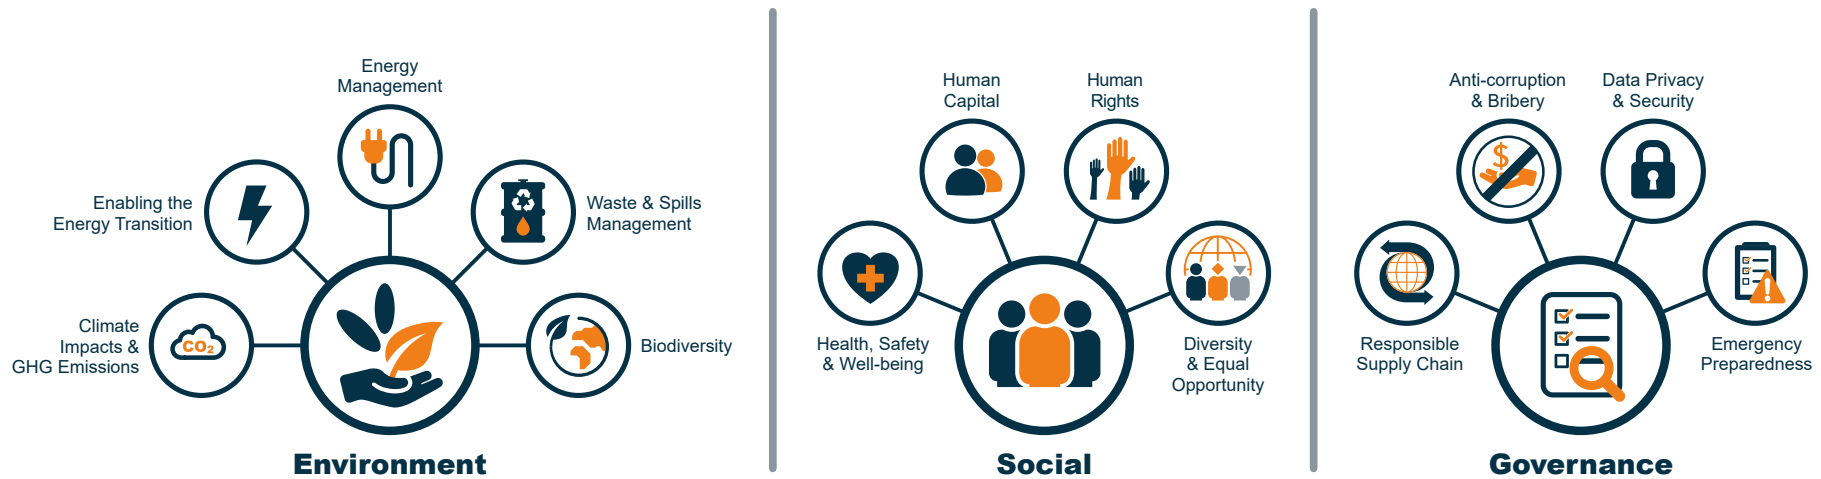 Energy
Management
Enabling the
Energy Transition
Waste & Spills
Management
Climate
Impacts &
GHG Emissions
CO₂
Biodiversity
Environment
Human
Capital
Human
Rights
Health, Safety
& Well-being
Diversity
& Equal
Opportunity
Social
Anti-corruption
& Bribery
$
Data Privacy
& Security
Responsible
Supply Chain
Emergency
Preparedness
!
Governance